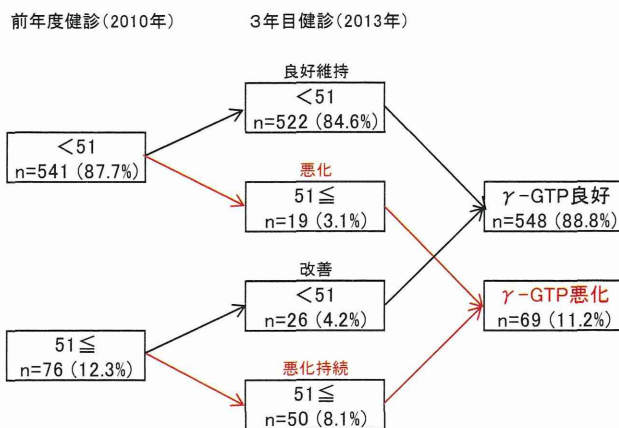 前年度健診(2010年)
3年目健診(2013年)
良好維持
<51
n=522 (84.6%)
<51
n=541 (87.7%)
悪化
51≦
n=19 (3.1%)
γ-GTP良好
n=548 (88.8%)
改善
<51
n=26 (4.2%)
γ-GTP悪化
n=69 (11.2%)
51≦
n=76 (12.3%)
悪化持続
51≦
n=50 (8.1%)